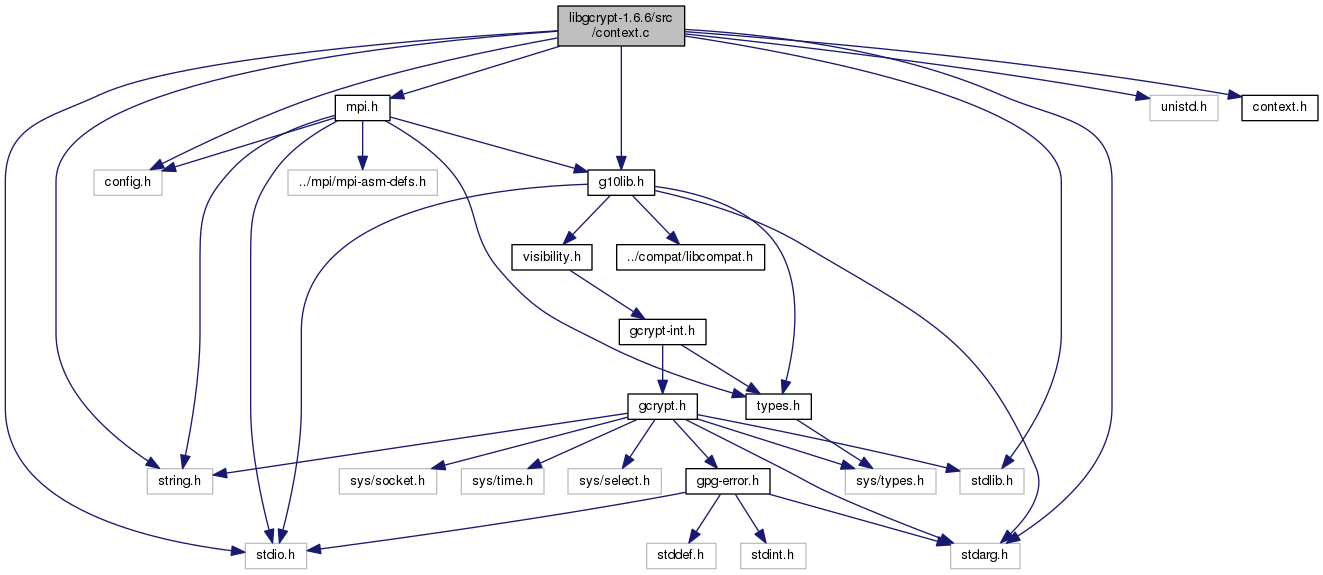 libgcrypt-1.6.6/src
/context.c
mpi.h
unistd.h
context.h
config.h
../mpi/mpi-asm-defs.h
g10lib.h
visibility.h
../compat/libcompat.h
gcrypt-int.h
gcrypt.h
types.h
string.h
sys/socket.h
sys/time.h
sys/select.h
gpg-error.h
sys/types.h
stdlib.h
stdio.h
stddef.h
stdint.h
stdarg.h